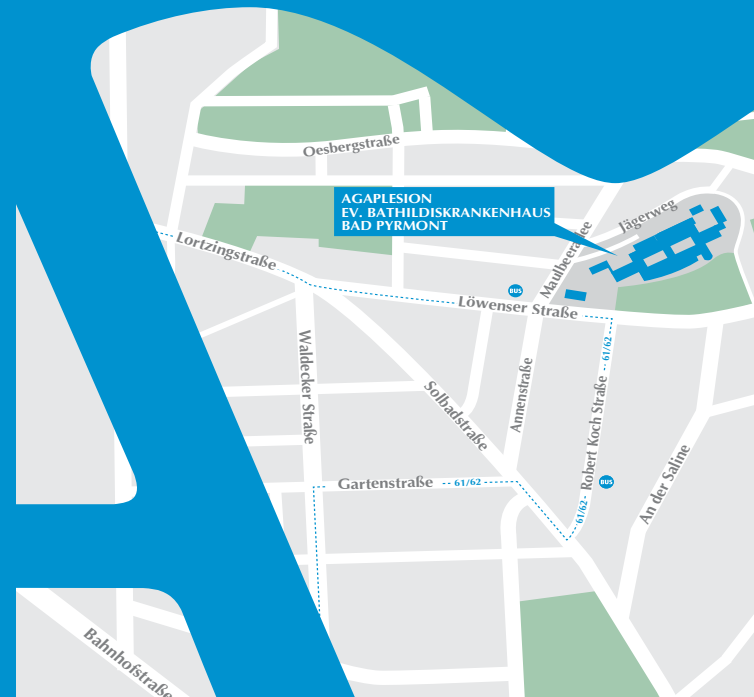 Oesbergstraße
AGAPLESION
EV. BATHILDISKRANKENHAUS
BAD PYRMONT
Jägerweg
Maulbeerallee
Lortzingstraße
BUS
Löwenser Straße
Waldecker Straße
61/62
Solbadstraße
Annenstraße
Robert Koch Straße
Gartenstraße
61/62
BUS
61/62
An der Saline
Bahnhofstraße